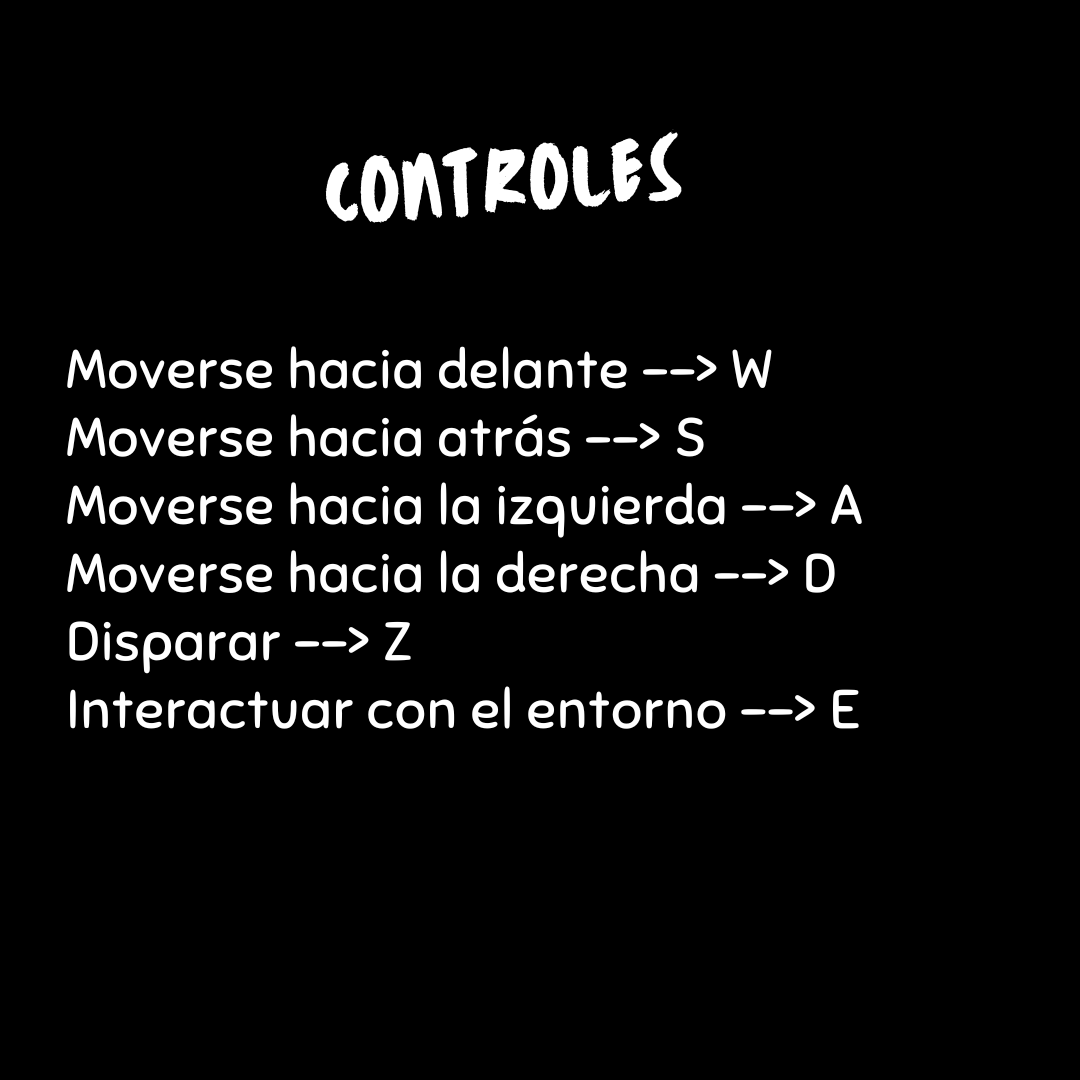 CONTROLES
Moverse hacia delante --> W
Moverse hacia atrás --> S
Moverse hacia la izquierda --> A
Moverse hacia la derecha --> D
Disparar --> Z
Interactuar con el entorno --> E